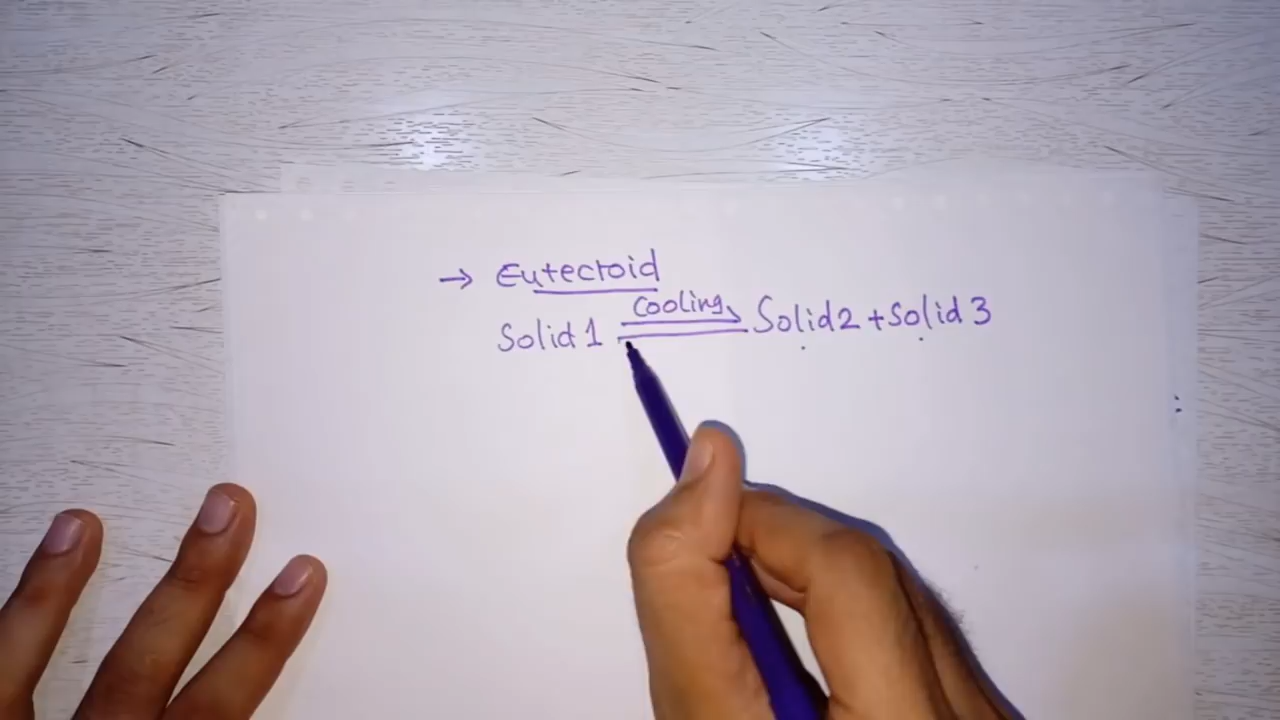 → Eutectoid
Cooling
Solid 1 ⇌ Solid 2 + Solid 3